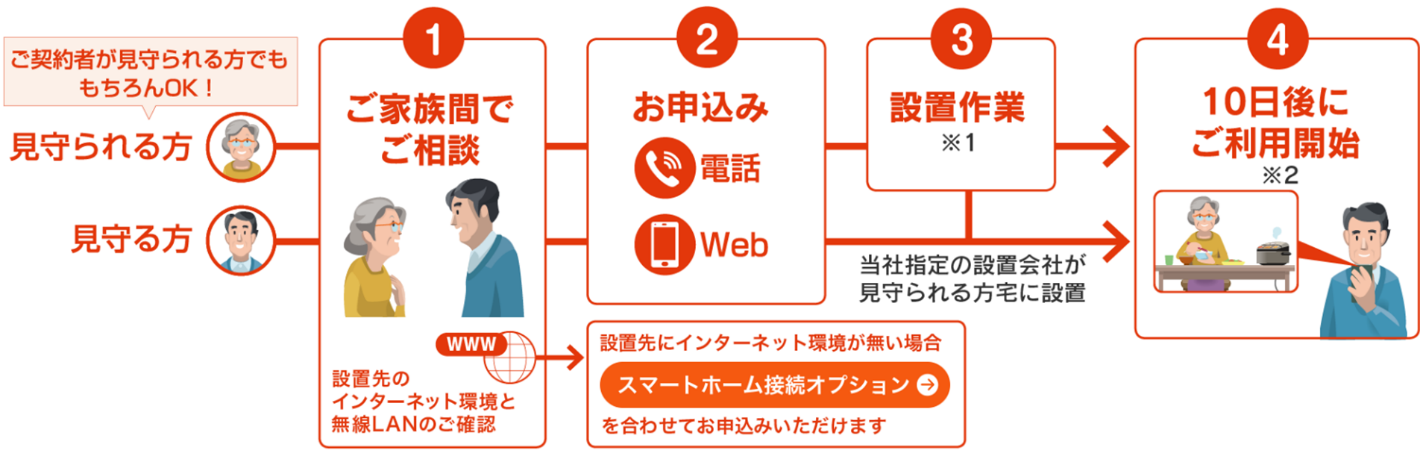 ご契約者が見守られる方でも
もちろんOK！
見守られる方
見守る方
1
ご家族間で
ご相談
WWW
設置先の
インターネット環境と
無線LANのご確認
2
お申込み
電話
Web
設置先にインターネット環境が無い場合
スマートホーム接続オプション
を合わせてお申込みいただけます
3
設置作業
※1
当社指定の設置会社が
見守られる方宅に設置
4
10日後に
ご利用開始
※2